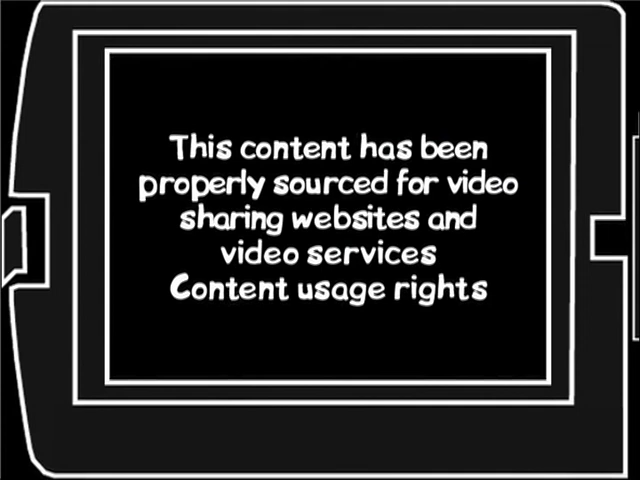 This content has been
properly sourced for video
sharing websites and
video services
Content usage rights